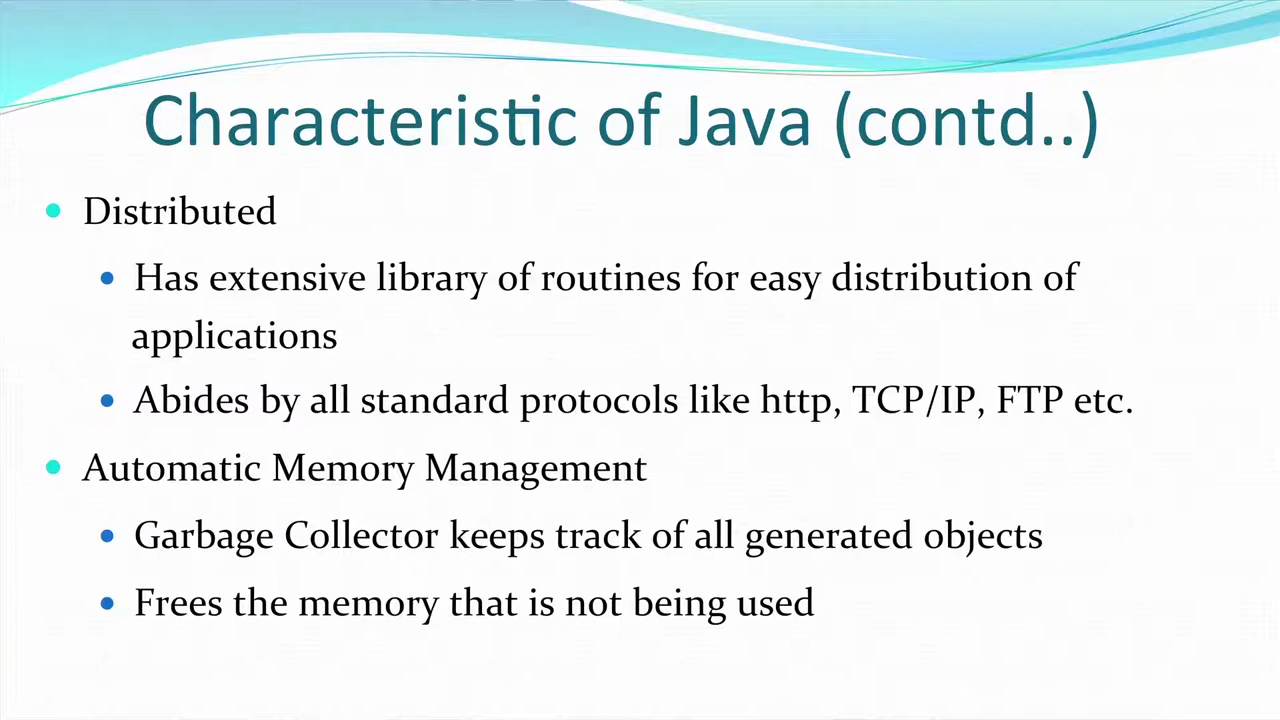 Characteristic of Java (contd..)
Distributed
Has extensive library of routines for easy distribution of
applications
Abides by all standard protocols like http, TCP/IP, FTP etc.
Automatic Memory Management
Garbage Collector keeps track of all generated objects
Frees the memory that is not being used